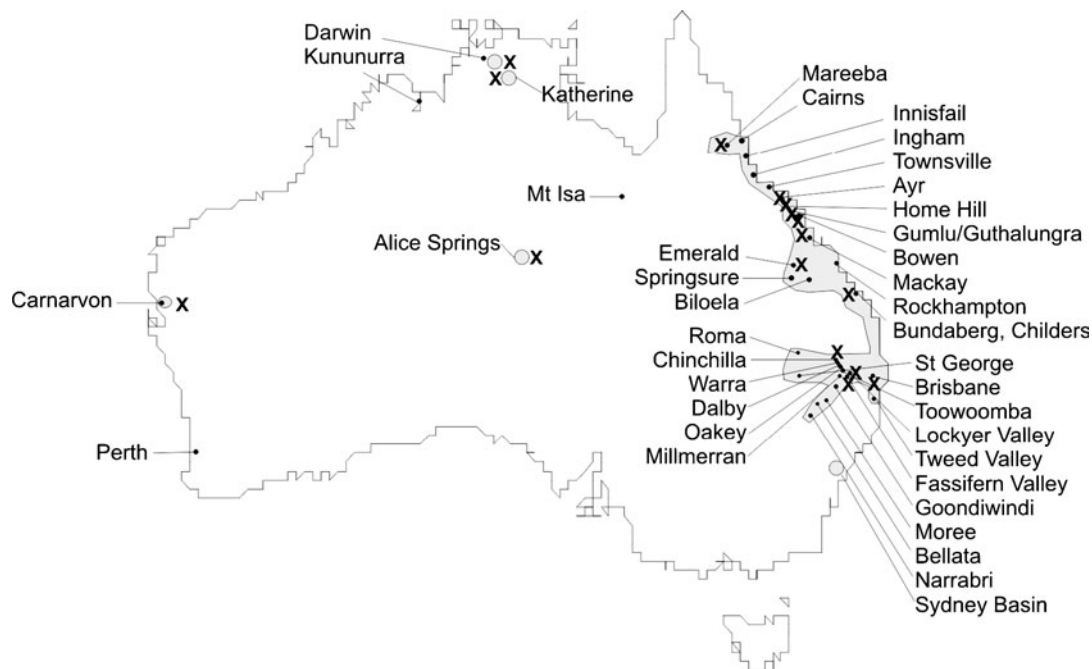 Darwin
Kununurra
X
X
Katherine
Mareeba
Cairns
X
Innisfail
Ingham
Townsville
Ayr
Home Hill
Gumlu/Guthalungra
Bowen
Mackay
Rockhampton
Bundaberg, Childers
X
X
X
X
X
Mt Isa
Alice Springs
X
Emerald
X
Springsure
Biloela
X
Carnarvon
X
Roma
X
Chinchilla
Warra
Dalby
Oakey
Millmerran
X
X
X
St George
Brisbane
Toowoomba
Lockyer Valley
Tweed Valley
Fassifern Valley
Goondiwindi
Moree
Bellata
Narrabri
Sydney Basin
Perth